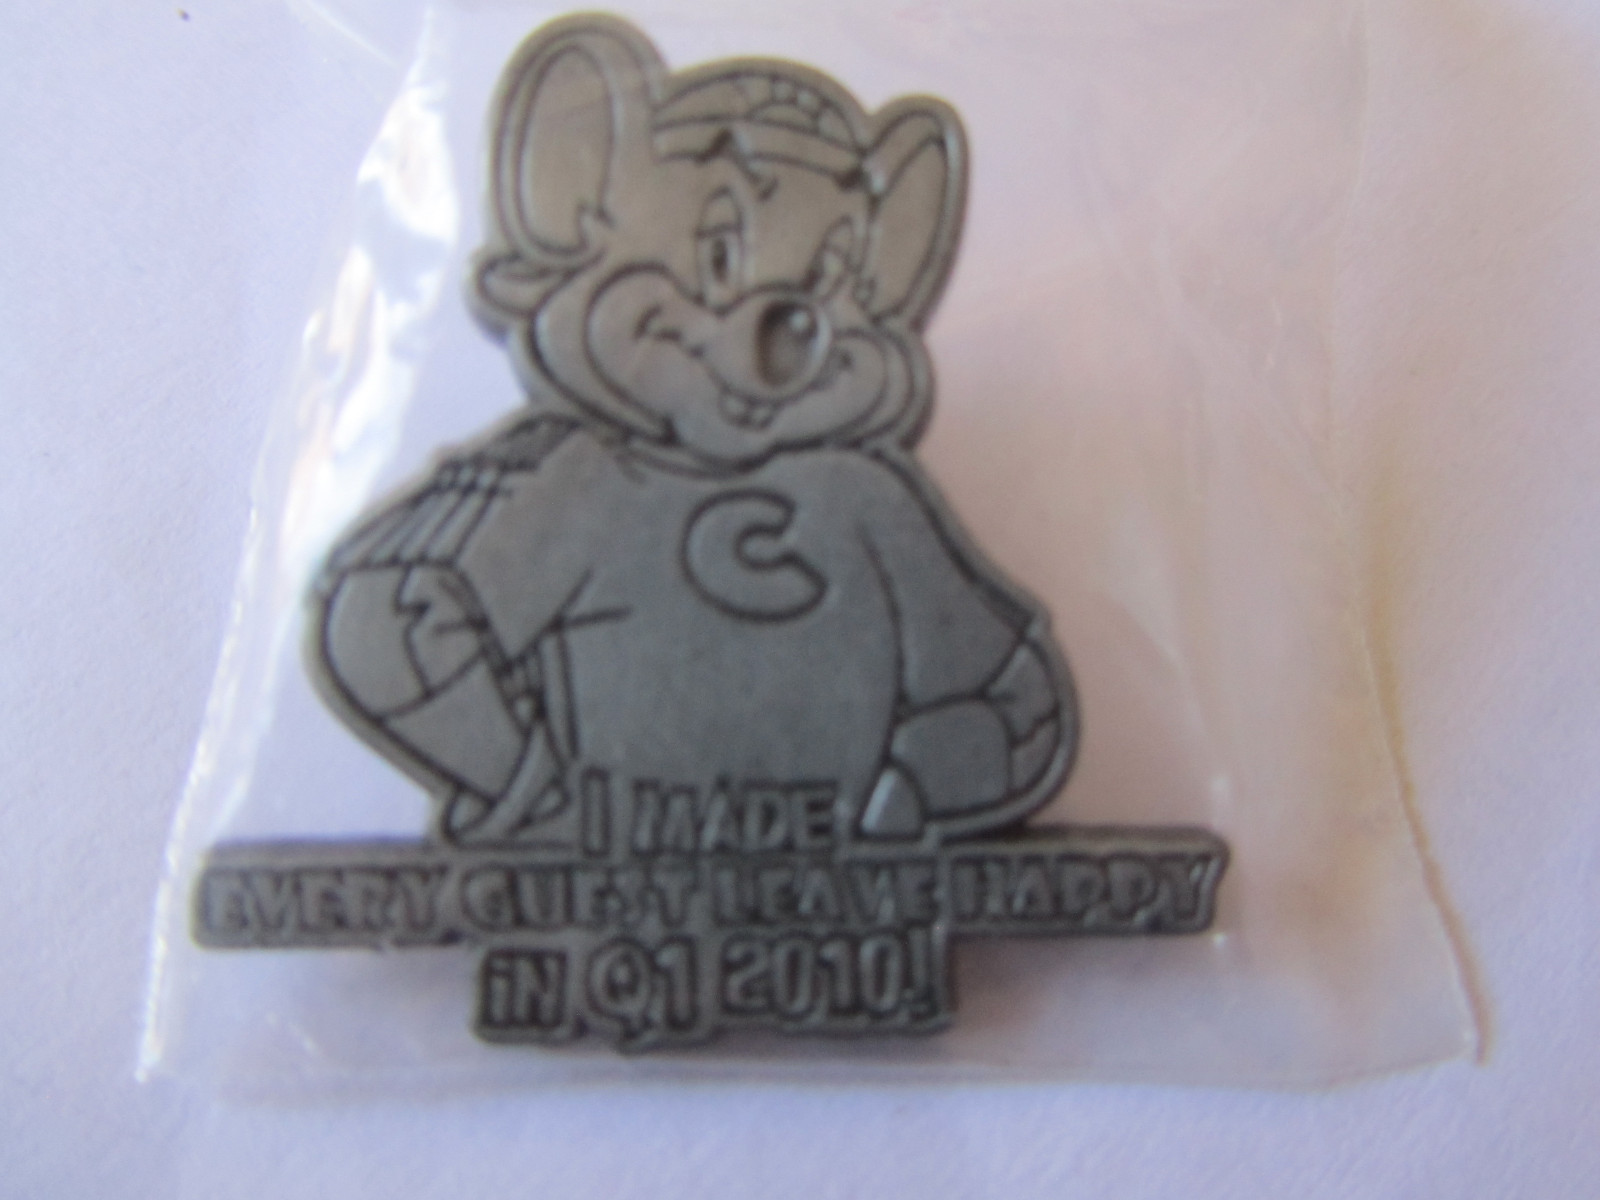 C
I MADE
EVERY GUEST LEAVE HAPPY
iN Q1 2010!